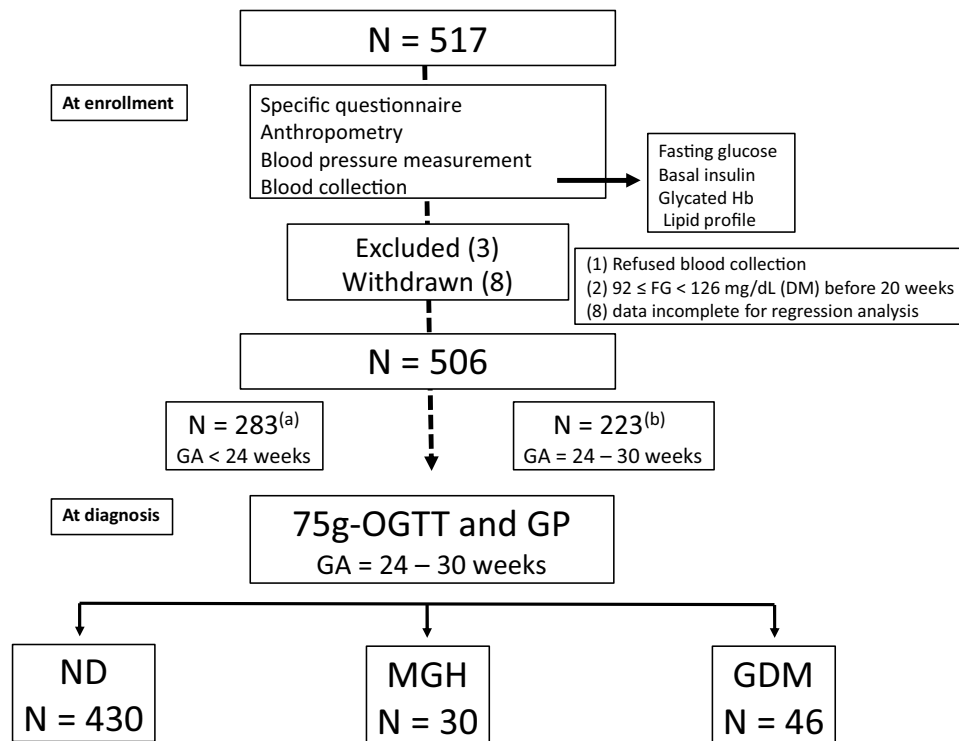 N = 517
At enrollment
Specific questionnaire
Anthropometry
Blood pressure measurement
Blood collection
Fasting glucose
Basal insulin
Glycated Hb
Lipid profile
Excluded (3)
Withdrawn (8)
(1) Refused blood collection
(2) 92 ≤ FG < 126 mg/dL (DM) before 20 weeks
(8) data incomplete for regression analysis
N = 506
N = 283(a)
GA < 24 weeks
N = 223(b)
GA = 24 – 30 weeks
At diagnosis
75g-OGTT and GP
GA = 24 – 30 weeks
ND
N = 430
MGH
N = 30
GDM
N = 46